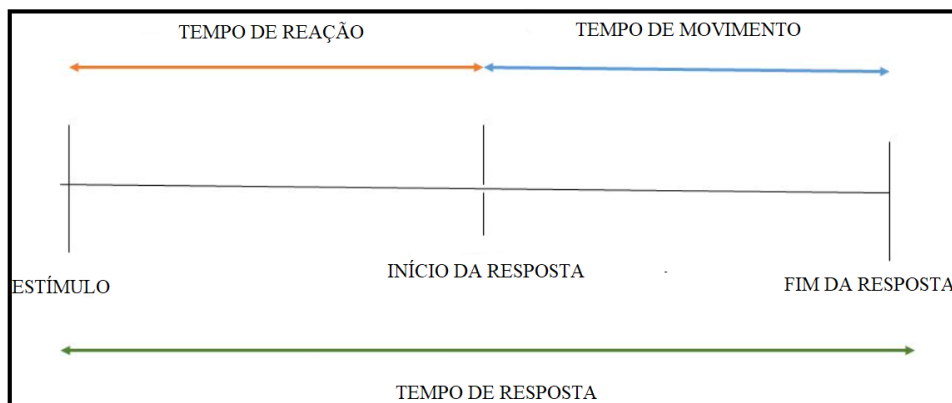 TEMPO DE REAÇÃO
TEMPO DE MOVIMENTO
ESTÍMULO
INÍCIO DA RESPOSTA
FIM DA RESPOSTA
TEMPO DE RESPOSTA